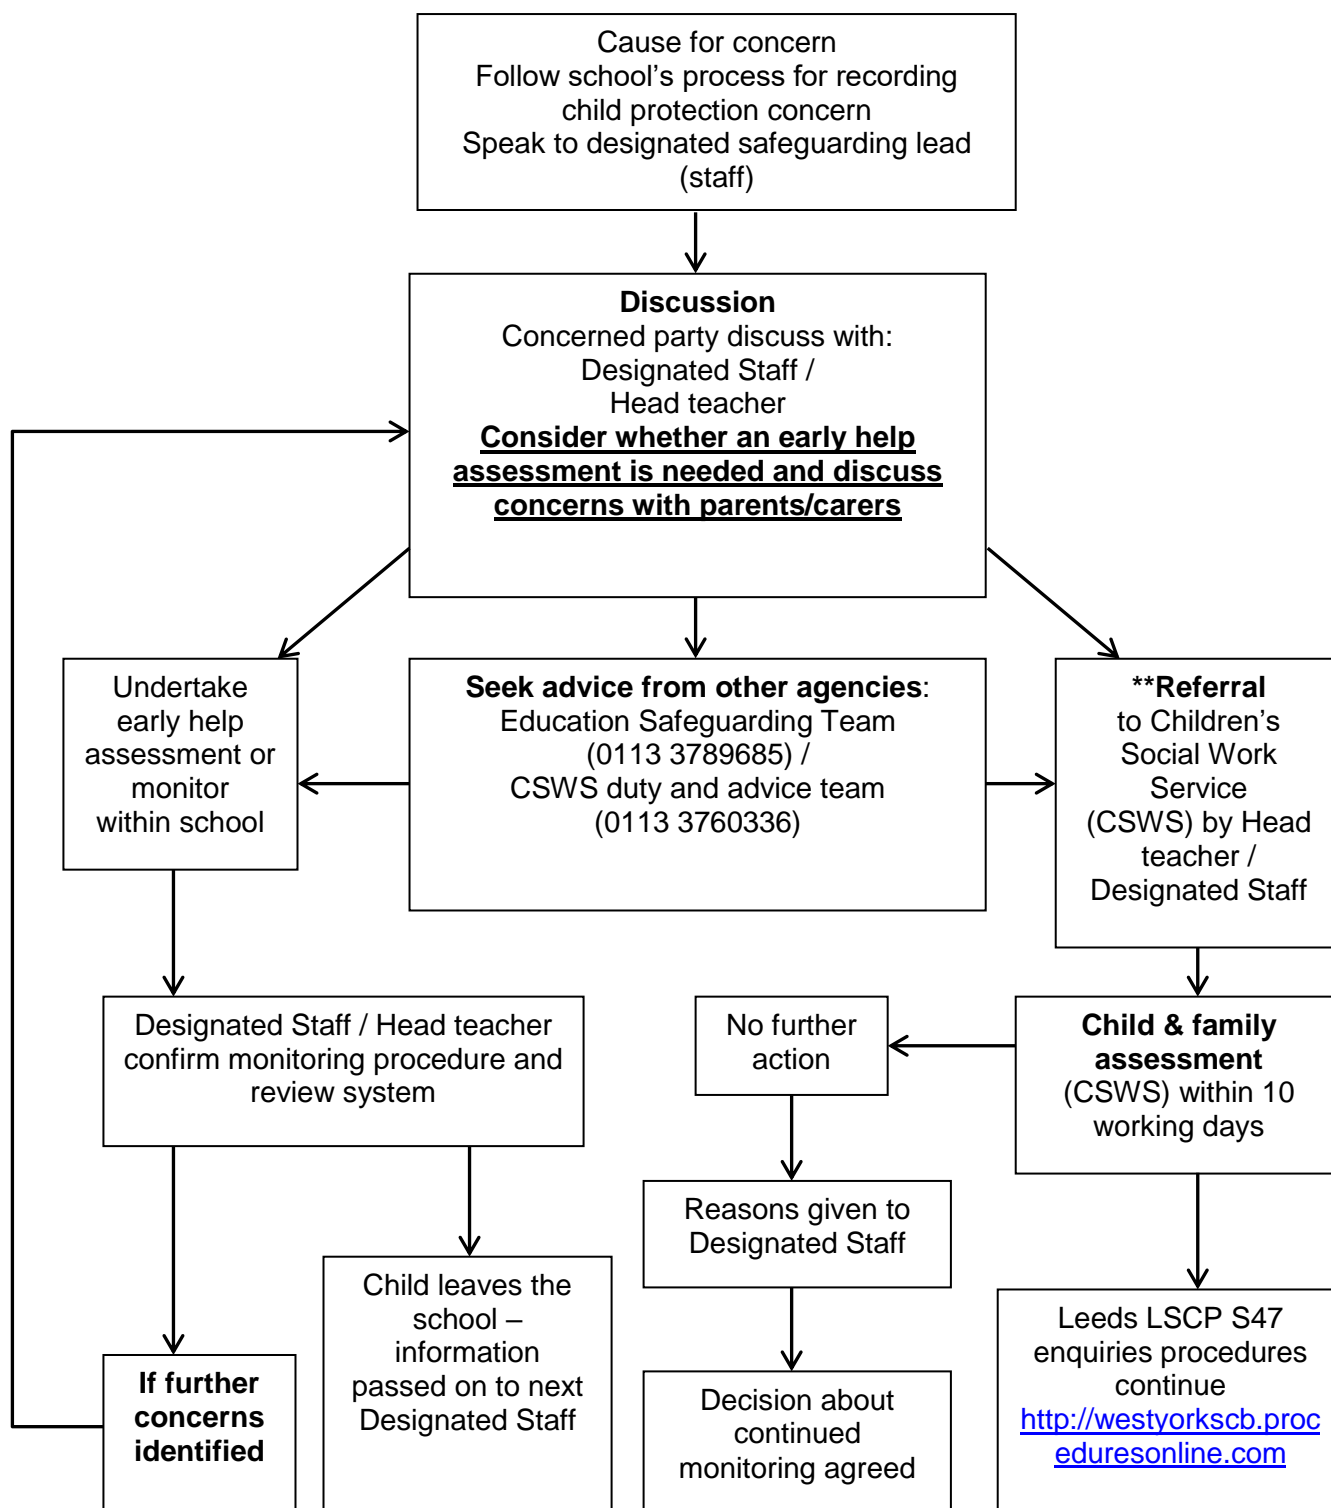 Cause for concern
Follow school’s process for recording
child protection concern
Speak to designated safeguarding lead
(staff)
Discussion
Concerned party discuss with:
Designated Staff /
Head teacher
Consider whether an early help
assessment is needed and discuss
concerns with parents/carers
Undertake
early help
assessment or
monitor
within school
Seek advice from other agencies:
Education Safeguarding Team
(0113 3789685) /
CSWS duty and advice team
(0113 3760336)
**Referral
to Children’s
Social Work
Service
(CSWS) by Head
teacher /
Designated Staff
Designated Staff / Head teacher
confirm monitoring procedure and
review system
No further
action
Child & family
assessment
(CSWS) within 10
working days
Reasons given to
Designated Staff
If further
concerns
identified
Child leaves the
school –
information
passed on to next
Designated Staff
Decision about
continued
monitoring agreed
Leeds LSCP S47
enquiries procedures
continue
http://westyorkscb.proc
eduresonline.com